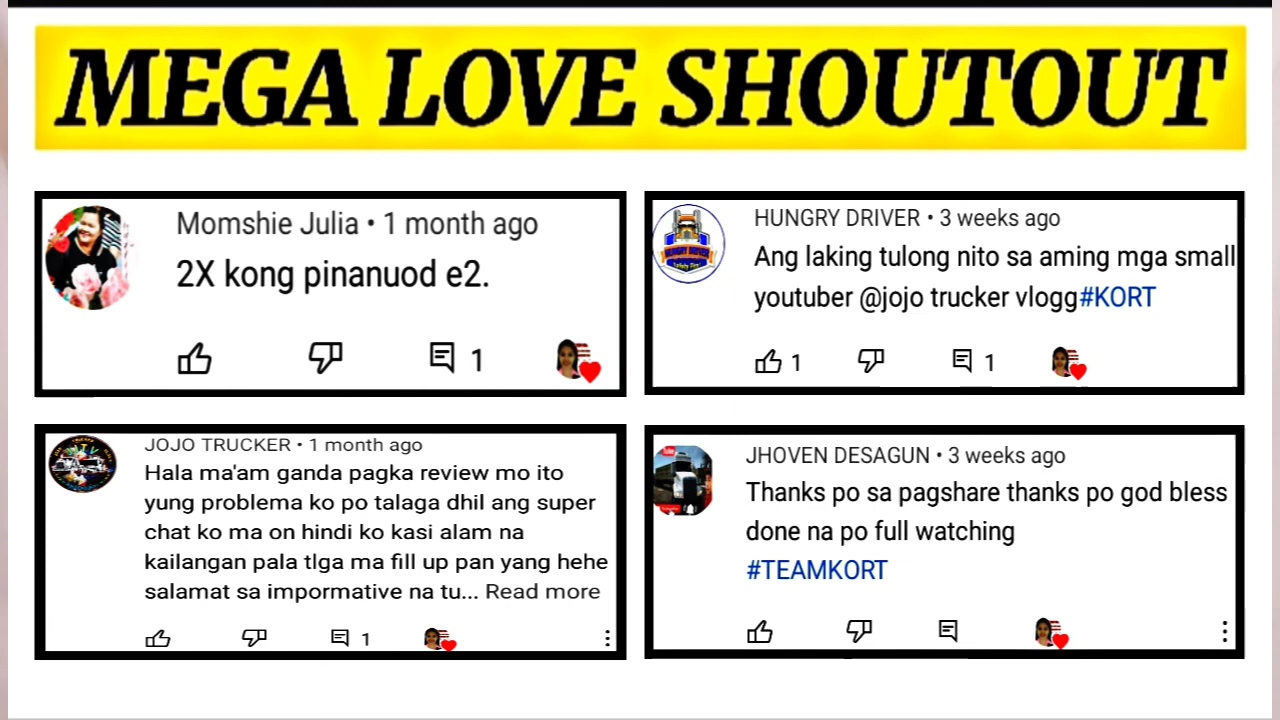 MEGA LOVE SHOUTOUT
Momshie Julia • 1 month ago
2X kong pinanuod e2.
1
HUNGRY DRIVER • 3 weeks ago
Ang laking tulong nito sa aming mga small
youtuber @jojo trucker vlogg#KORT
1 1
JOJO TRUCKER • 1 month ago
Hala ma'am ganda pagka review mo ito
yung problema ko po talaga dhil ang super
chat ko ma on hindi ko kasi alam na
kailangan pala tlga ma fill up pan yang hehe
salamat sa impormative na tu... Read more
1
JHOVEN DESAGUN • 3 weeks ago
Thanks po sa pagshare thanks po god bless
done na po full watching
#TEAMKORT